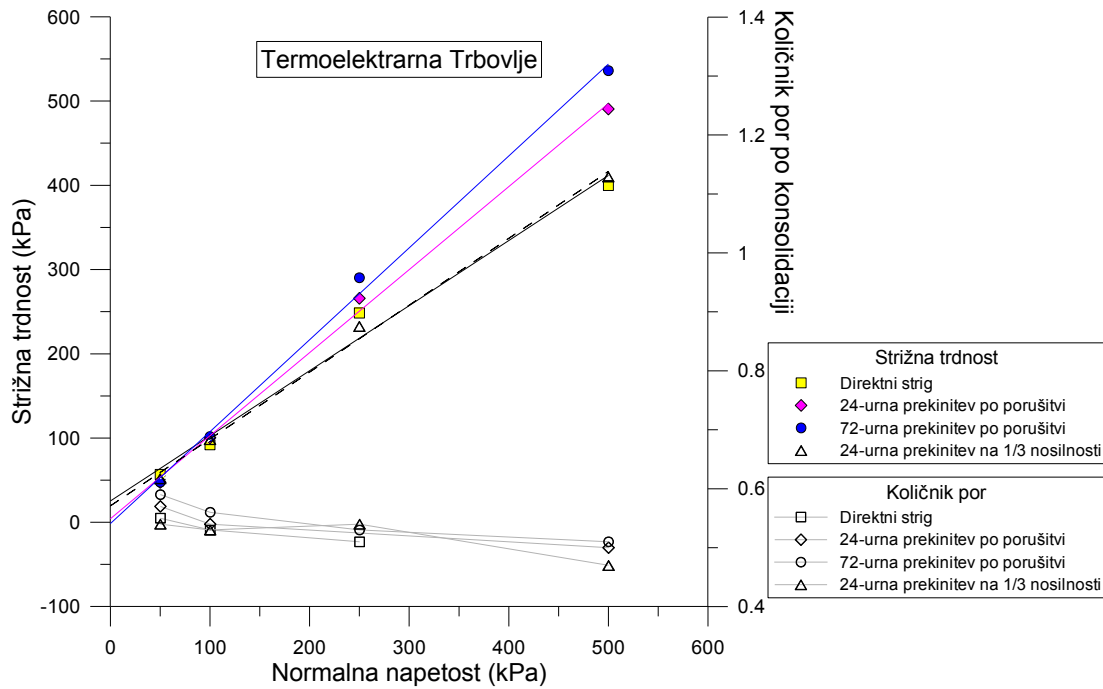 Termoelektrarna Trbovlje
Strižna trdnost (kPa)
600
500
400
300
200
100
0
-100
0
100
200
300
400
500
600
Normalna napetost (kPa)
Količnik por po konsolidaciji
1.4
1.2
1
0.8
0.6
0.4
Strižna trdnost
Direktni strig
24-urna prekinitev po porušitvi
72-urna prekinitev po porušitvi
24-urna prekinitev na 1/3 nosilnosti
Količnik por
Direktni strig
24-urna prekinitev po porušitvi
72-urna prekinitev po porušitvi
24-urna prekinitev na 1/3 nosilnosti